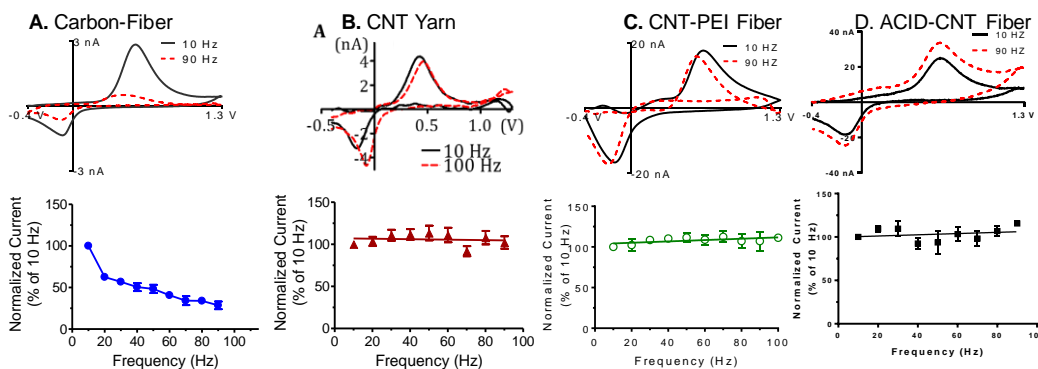 A. Carbon-Fiber
3 nA
10 Hz
90 Hz
-0.4 V
1.3 V
-3 nA
B. CNT Yarn
A
(nA)
4
2
-0.5
0.5
1.0
(V)
-2
-4
10 Hz
100 Hz
C. CNT-PEI Fiber
20 nA
10 Hz
90 Hz
-0.4 V
1.3 V
-20 nA
D. ACID-CNT Fiber
40 nA
10 Hz
90 Hz
20
-0.4
1.3
V
-20
-40 nA
Normalized Current
(% of 10 Hz)
150
100
50
0
0 20 40 60 80 100
Frequency (Hz)
Normalized Current
(% of 10 Hz)
150
100
50
0
0 20 40 60 80 100
Frequency (Hz)
Normalized Current
(% of 10 Hz)
150
100
50
0
0 20 40 60 80 100
Frequency (Hz)
Normalized Current
(% of 10 Hz)
150
100
50
0
0 20 40 60 80 100
Frequency (Hz)